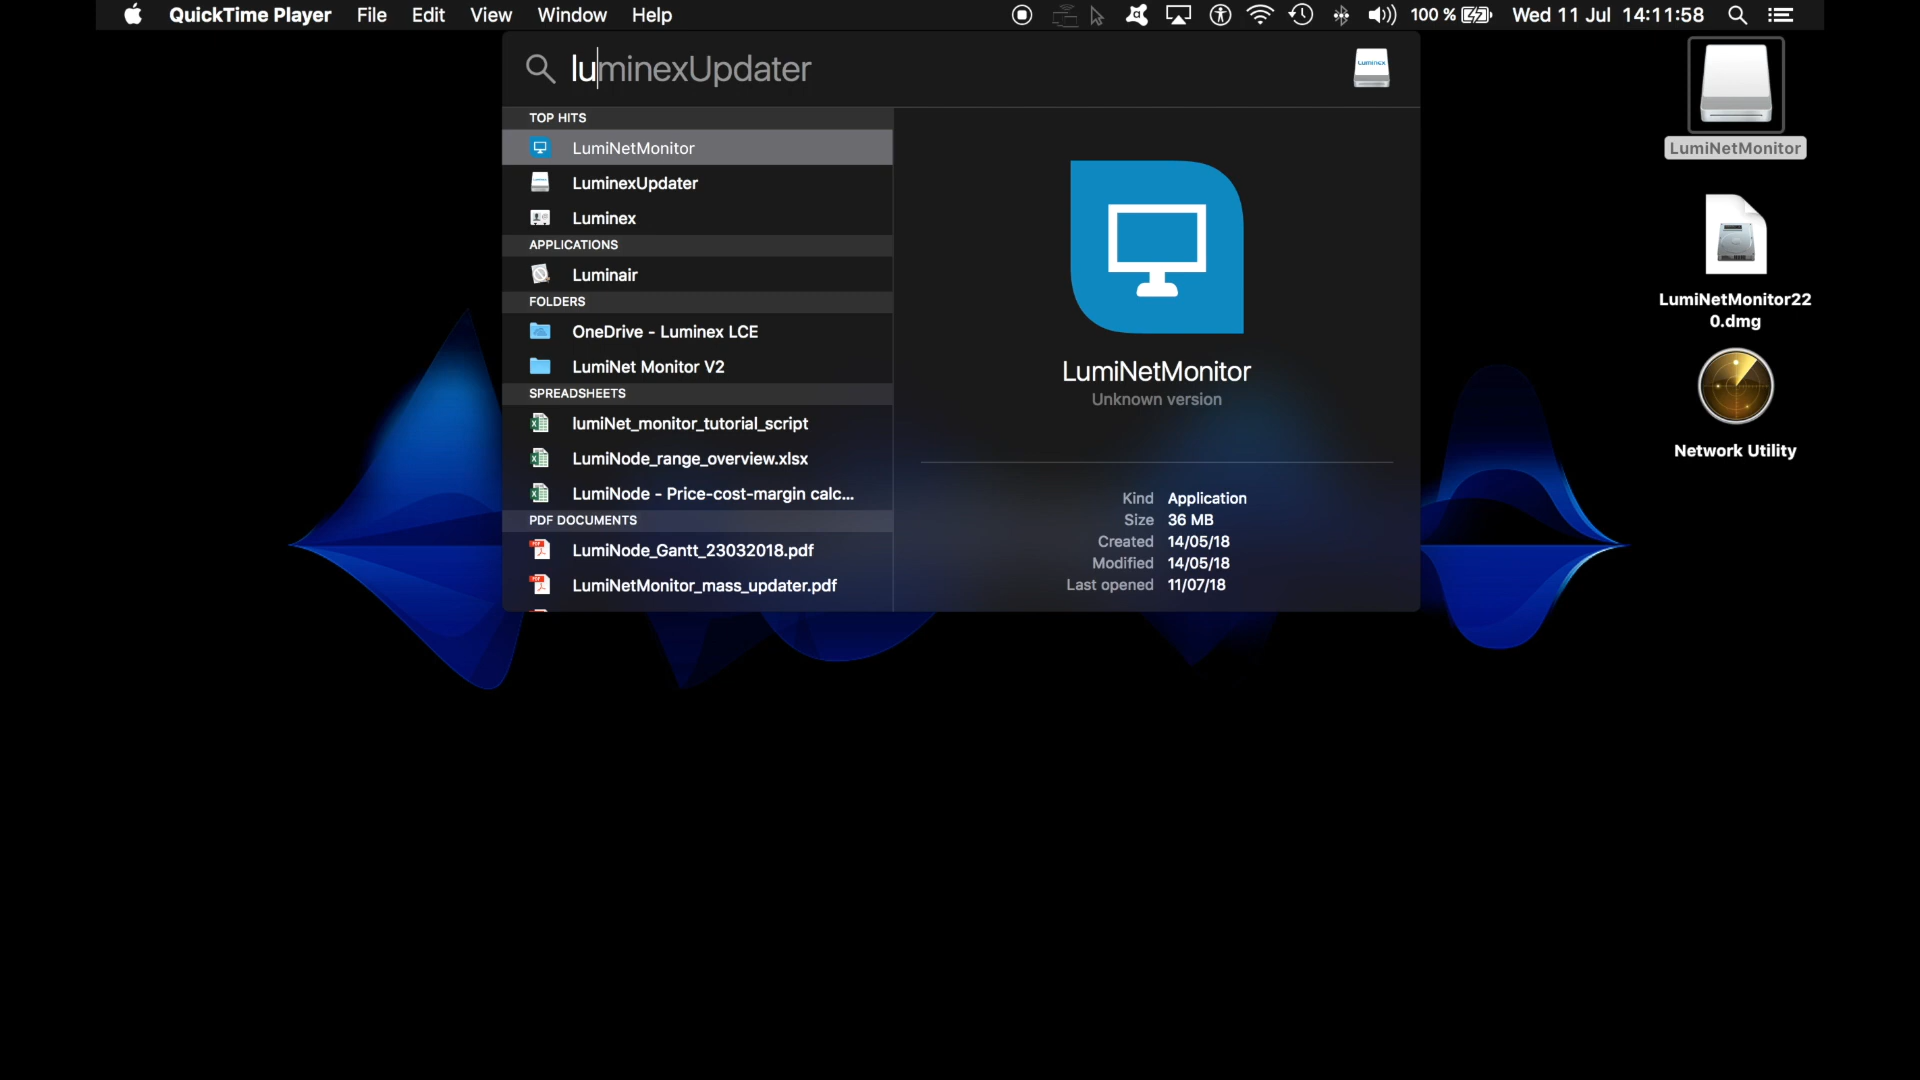 QuickTime Player File Edit View Window Help 100 % Wed 11 Jul 14:11:58
luminexUpdater
Luminex
TOP HITS
LumiNetMonitor
LuminexUpdater
Luminex
APPLICATIONS
Luminair
FOLDERS
OneDrive - Luminex LCE
LumiNet Monitor V2
SPREADSHEETS
lumiNet_monitor_tutorial_script
LumiNode_range_overview.xlsx
LumiNode - Price-cost-margin calc...
PDF DOCUMENTS
LumiNode_Gantt_23032018.pdf
LumiNetMonitor_mass_updater.pdf
LumiNetMonitor
Unknown version
Kind Application
Size 36 MB
Created 14/05/18
Modified 14/05/18
Last opened 11/07/18
LumiNetMonitor
LumiNetMonitor22
0.dmg
Network Utility